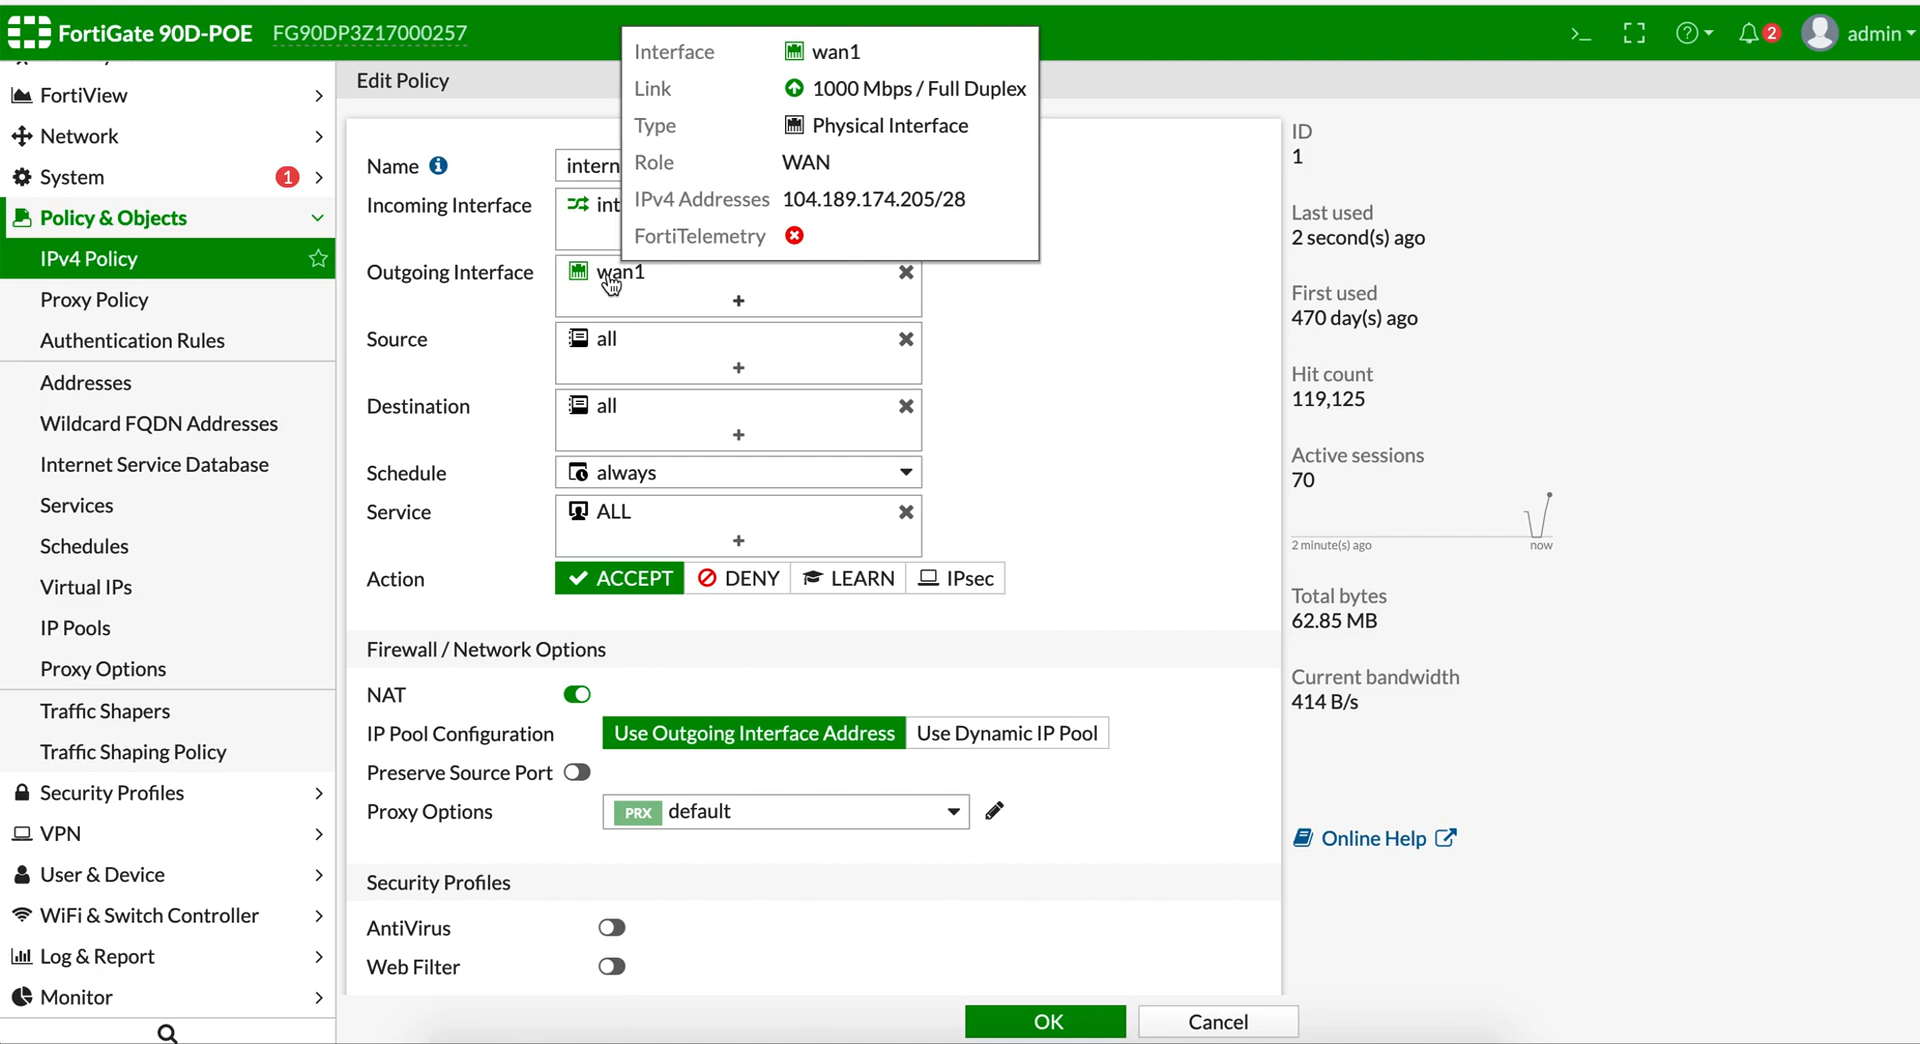 FortiGate 90D-POE FG90DP3Z17000257
>_ 2 admin
FortiView
Network
System 1
Policy & Objects
IPv4 Policy
Proxy Policy
Authentication Rules
Addresses
Wildcard FQDN Addresses
Internet Service Database
Services
Schedules
Virtual IPs
IP Pools
Proxy Options
Traffic Shapers
Traffic Shaping Policy
Security Profiles
VPN
User & Device
WiFi & Switch Controller
Log & Report
Monitor
Edit Policy
Interface wan1
Link 1000 Mbps / Full Duplex
Type Physical Interface
Role WAN
IPv4 Addresses 104.189.174.205/28
FortiTelemetry
Name intern
Incoming Interface int
Outgoing Interface wan1
+
Source all
+
Destination all
+
Schedule always
Service ALL
+
Action ACCEPT DENY LEARN IPsec
Firewall / Network Options
NAT
IP Pool Configuration Use Outgoing Interface Address Use Dynamic IP Pool
Preserve Source Port
Proxy Options PRX default
Security Profiles
AntiVirus
Web Filter
OK Cancel
ID
1
Last used
2 second(s) ago
First used
470 day(s) ago
Hit count
119,125
Active sessions
70
2 minute(s) ago now
Total bytes
62.85 MB
Current bandwidth
414 B/s
Online Help